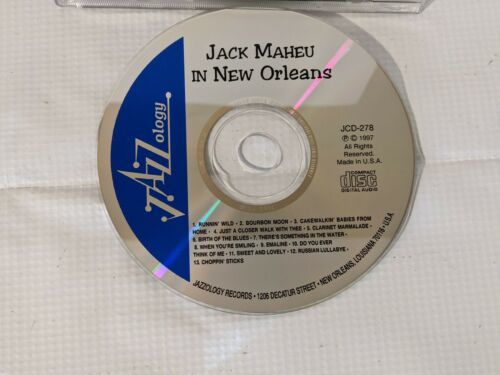 JACK MAHEU
IN NEW ORLEANS
JAZZology
JCD-278
℗ © 1997
All Rights
Reserved.
Made in U.S.A.
COMPACT
disc
DIGITAL AUDIO
1. RUNNIN' WILD • 2. BOURBON MOON • 3. CAKEWALKIN' BABIES FROM
HOME • 4. JUST A CLOSER WALK WITH THEE • 5. CLARINET MARMALADE •
6. BIRTH OF THE BLUES • 7. THERE'S SOMETHING IN THE WATER •
8. WHEN YOU'RE SMILING • 9. EMALINE • 10. DO YOU EVER
THINK OF ME • 11. SWEET AND LOVELY • 12. RUSSIAN LULLABYE •
13. CHOPPIN' STICKS
JAZZOLOGY RECORDS • 1206 DECATUR STREET • NEW ORLEANS, LOUISIANA 70116 • U.S.A